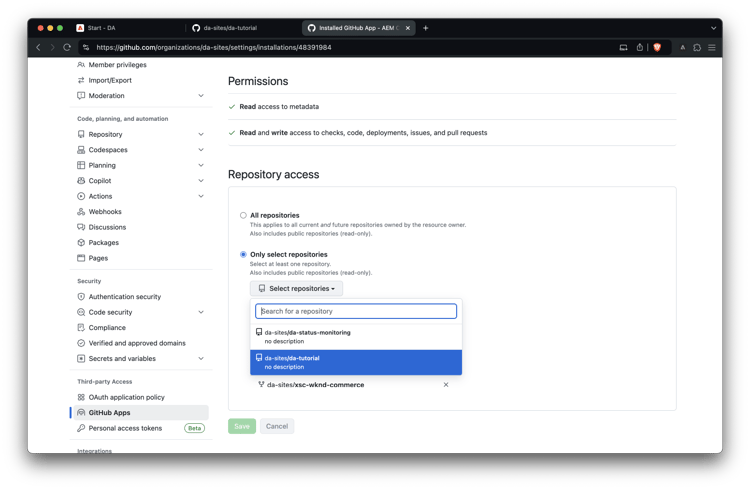 Start - DA
da-sites/da-tutorial
Installed GitHub App - AEM C
https://github.com/organizations/da-sites/settings/installations/48391984
Member privileges
Import/Export
Moderation
Code, planning, and automation
Repository
Codespaces
Planning
Copilot
Actions
Webhooks
Discussions
Packages
Pages
Security
Authentication security
Code security
Compliance
Verified and approved domains
Secrets and variables
Third-party Access
OAuth application policy
GitHub Apps
Personal access tokens Beta
Integrations
Permissions
Read access to metadata
Read and write access to checks, code, deployments, issues, and pull requests
Repository access
All repositories
This applies to all current and future repositories owned by the resource owner.
Also includes public repositories (read-only).
Only select repositories
Select at least one repository.
Also includes public repositories (read-only).
Select repositories
Search for a repository
da-sites/da-status-monitoring
no description
da-sites/da-tutorial
no description
da-sites/xsc-wknd-commerce
Save Cancel